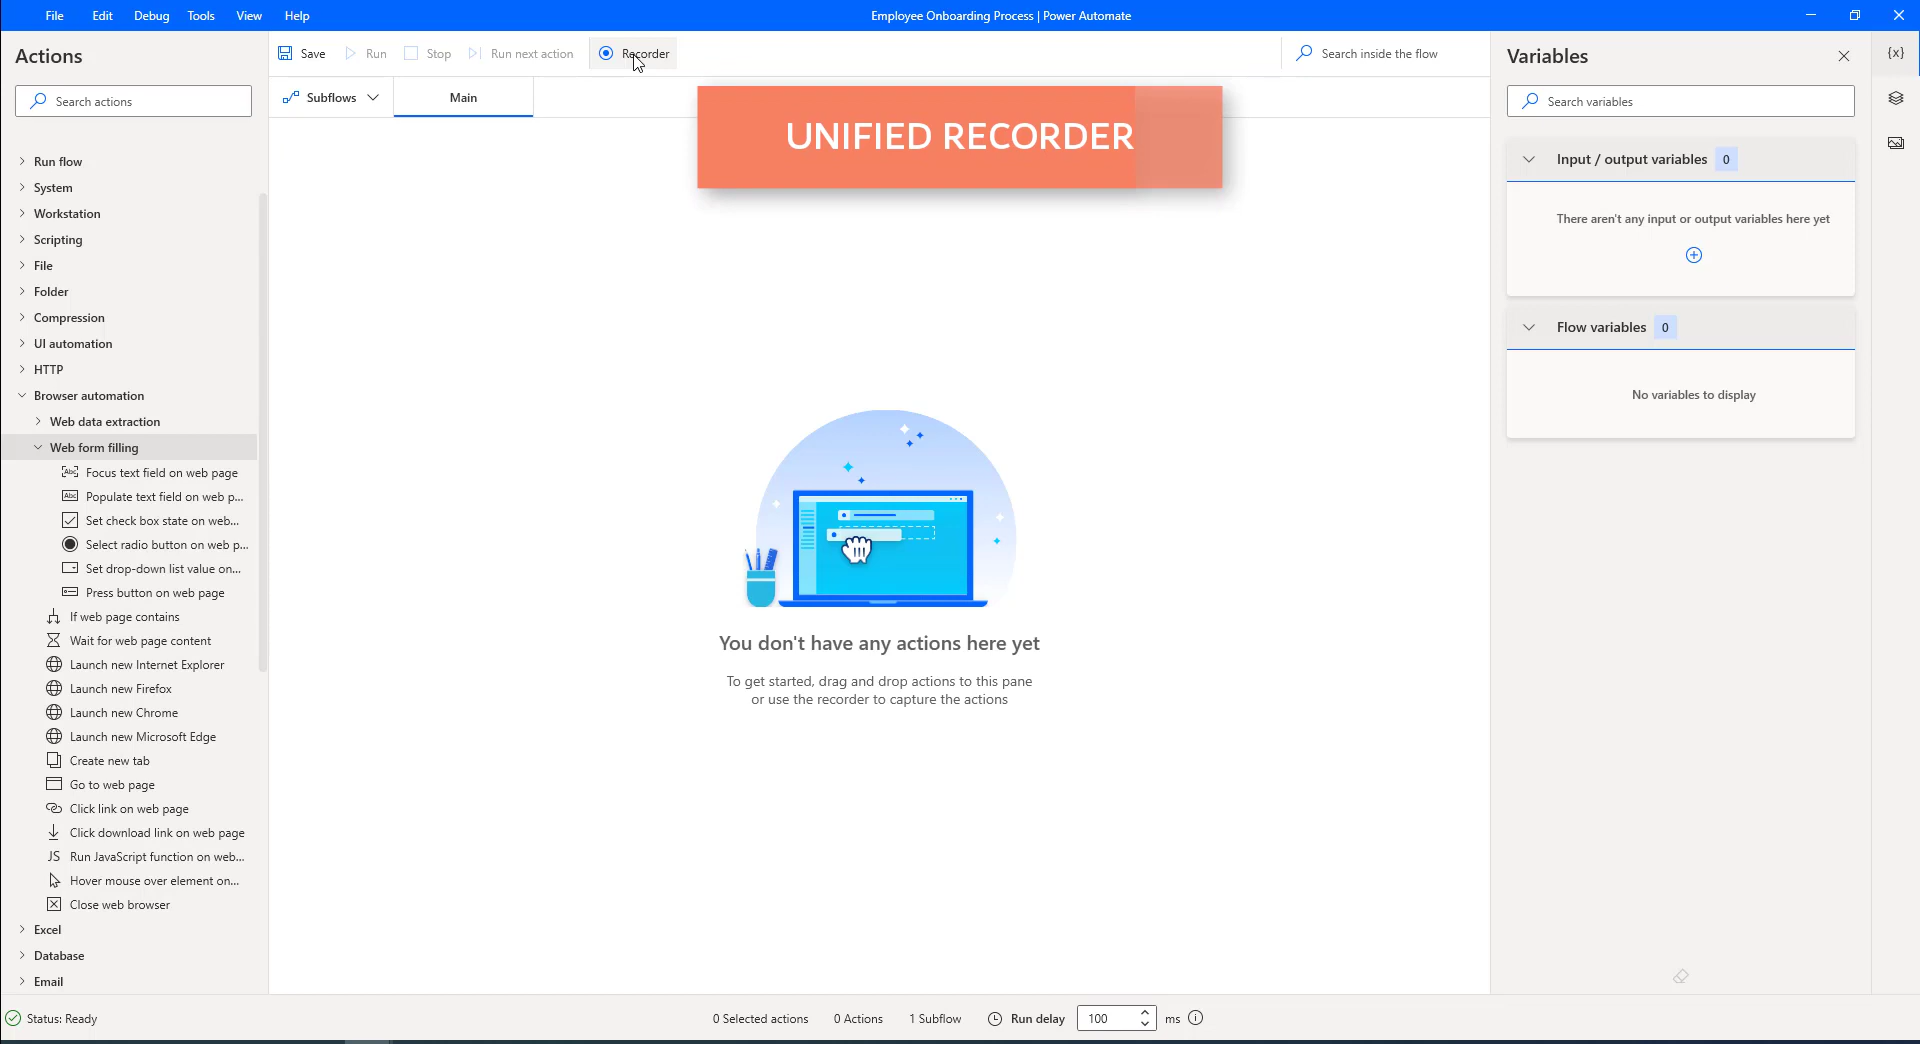 File Edit Debug Tools View Help
Employee Onboarding Process | Power Automate
Actions
Search actions
Run flow
System
Workstation
Scripting
File
Folder
Compression
UI automation
HTTP
Browser automation
Web data extraction
Web form filling
Focus text field on web page
Populate text field on web p...
Set check box state on web...
Select radio button on web p...
Set drop-down list value on...
Press button on web page
If web page contains
Wait for web page content
Launch new Internet Explorer
Launch new Firefox
Launch new Chrome
Launch new Microsoft Edge
Create new tab
Go to web page
Click link on web page
Click download link on web page
JS Run JavaScript function on web...
Hover mouse over element on...
Close web browser
Excel
Database
Email
Save Run Stop Run next action Recorder
Search inside the flow
Subflows Main
UNIFIED RECORDER
You don't have any actions here yet
To get started, drag and drop actions to this pane
or use the recorder to capture the actions
Variables
{x}
Search variables
Input / output variables 0
There aren't any input or output variables here yet
Flow variables 0
No variables to display
Status: Ready
0 Selected actions 0 Actions 1 Subflow Run delay 100 ms